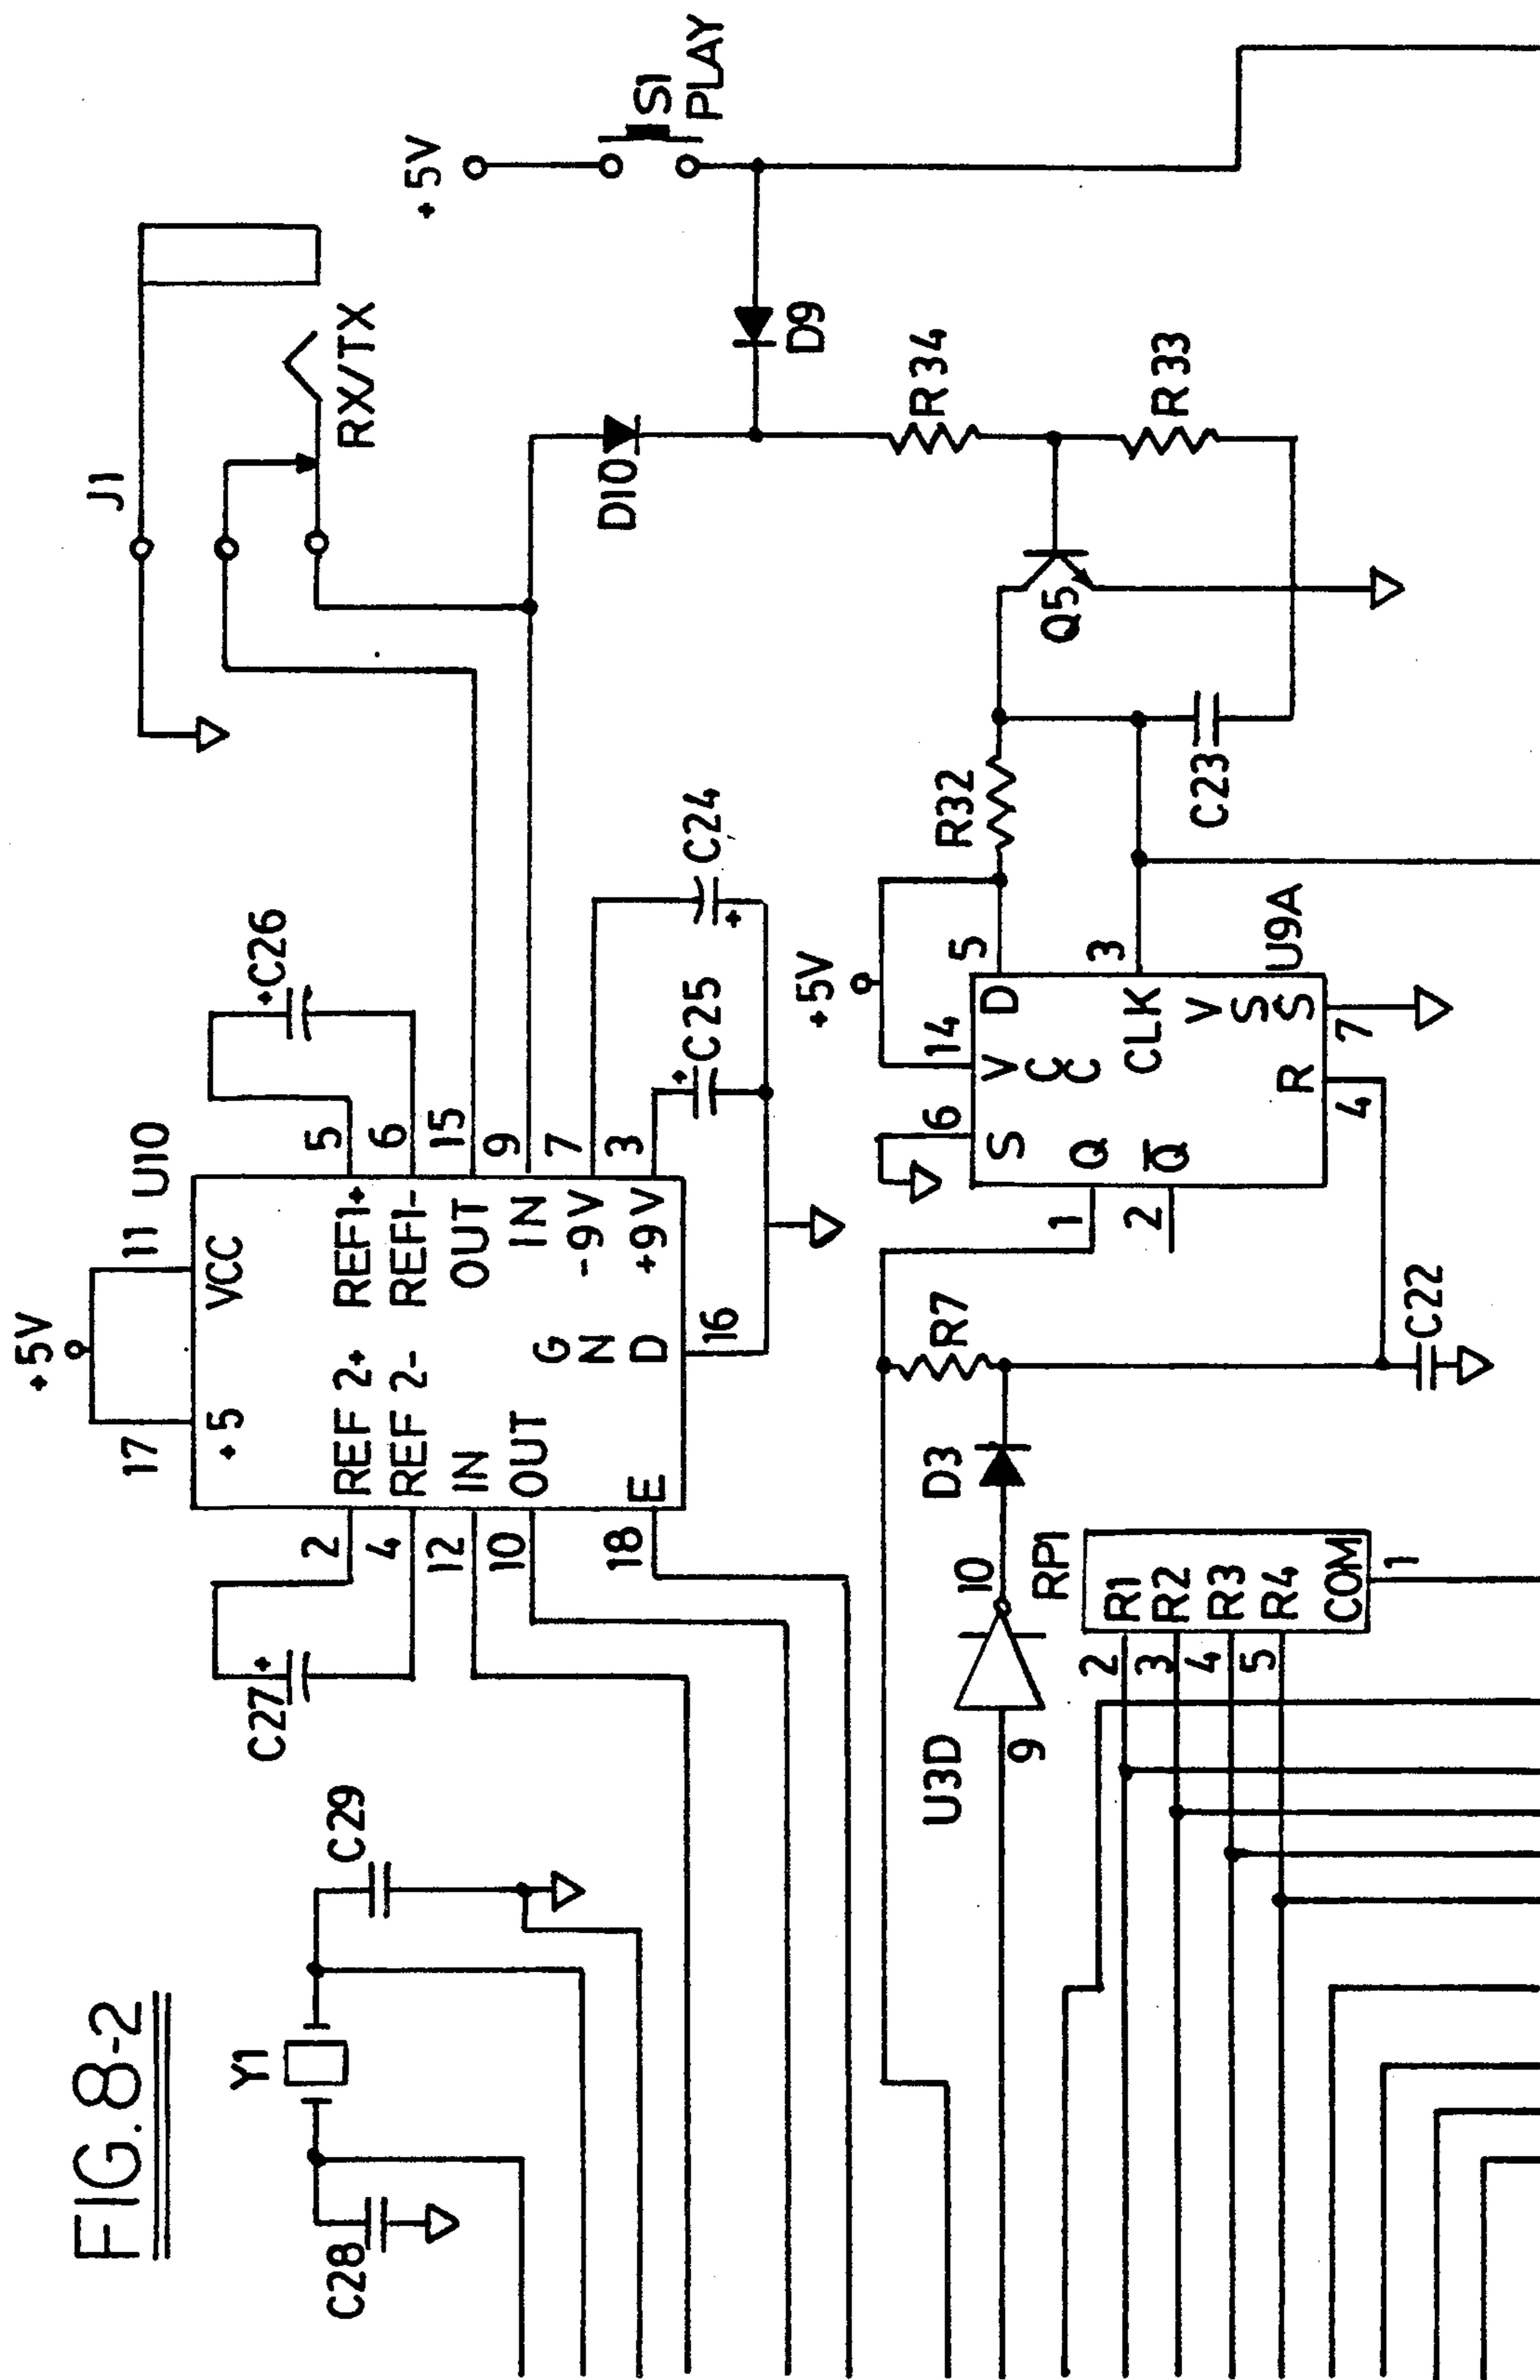 FIG.8-2
Y1
C28
C29
+5V
17
11
U10
+5
VCC
REF 2+
REF1+
REF 2-
REF1-
IN
OUT
OUT
IN
-9V
+9V
E
GND
2
4
12
10
18
5
6
15
9
7
3
16
C27
+
+
C26
+
C25
C24
+
J1
RX/TX
+5V
S1
PLAY
D10
D9
R34
R33
Q5
R32
C23
+5V
6
14
5
3
S
VCC
D
Q
CLK
Q
VSS
R
U9A
1
2
4
7
R7
C22
D3
U3D
9
10
RP1
R1
R2
R3
R4
COM
2
3
4
5
1